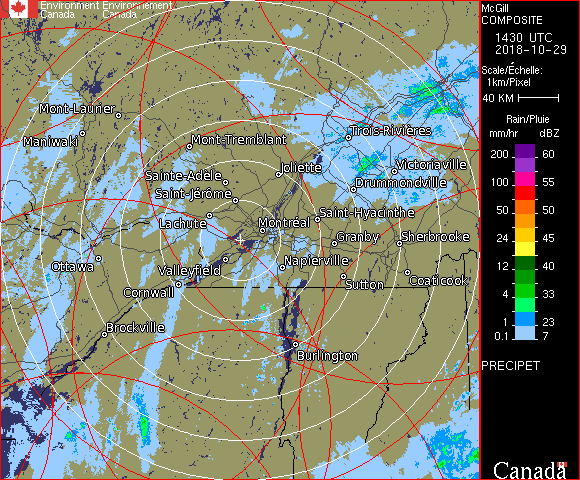 Environment Environnement
Canada Canada
McGill
COMPOSITE
1430 UTC
2018-10-29
Scale/Échelle:
1km/Pixel
40 KM
Rain/Pluie
mm/hr dBZ
200 60
150 55
100 55
50 50
24 45
12 40
4 33
1 23
0.1 7
PRECIPET
Canada
Mont-Laurier
Maniwaki
Mont-Tremblant
Trois-Rivières
Sainte-Adèle
Joliette
Victoriaville
Drummondville
Saint-Jérôme
Lachute
Saint-Hyacinthe
Montréal
Granby
Sherbrooke
Ottawa
Valleyfield
Napierville
Cornwall
Sutton
Coaticook
Brockville
Burlington